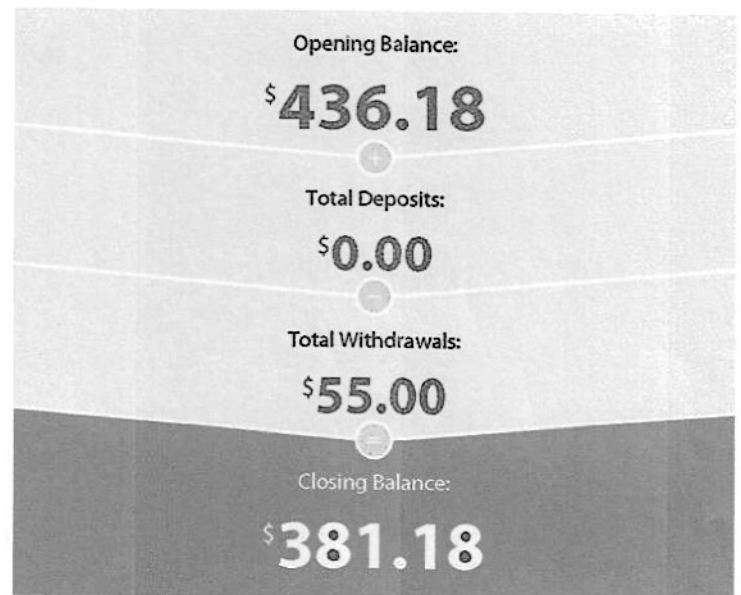 Opening Balance:
$436.18
+
Total Deposits:
$0.00
-
Total Withdrawals:
$55.00
=
Closing Balance:
$381.18